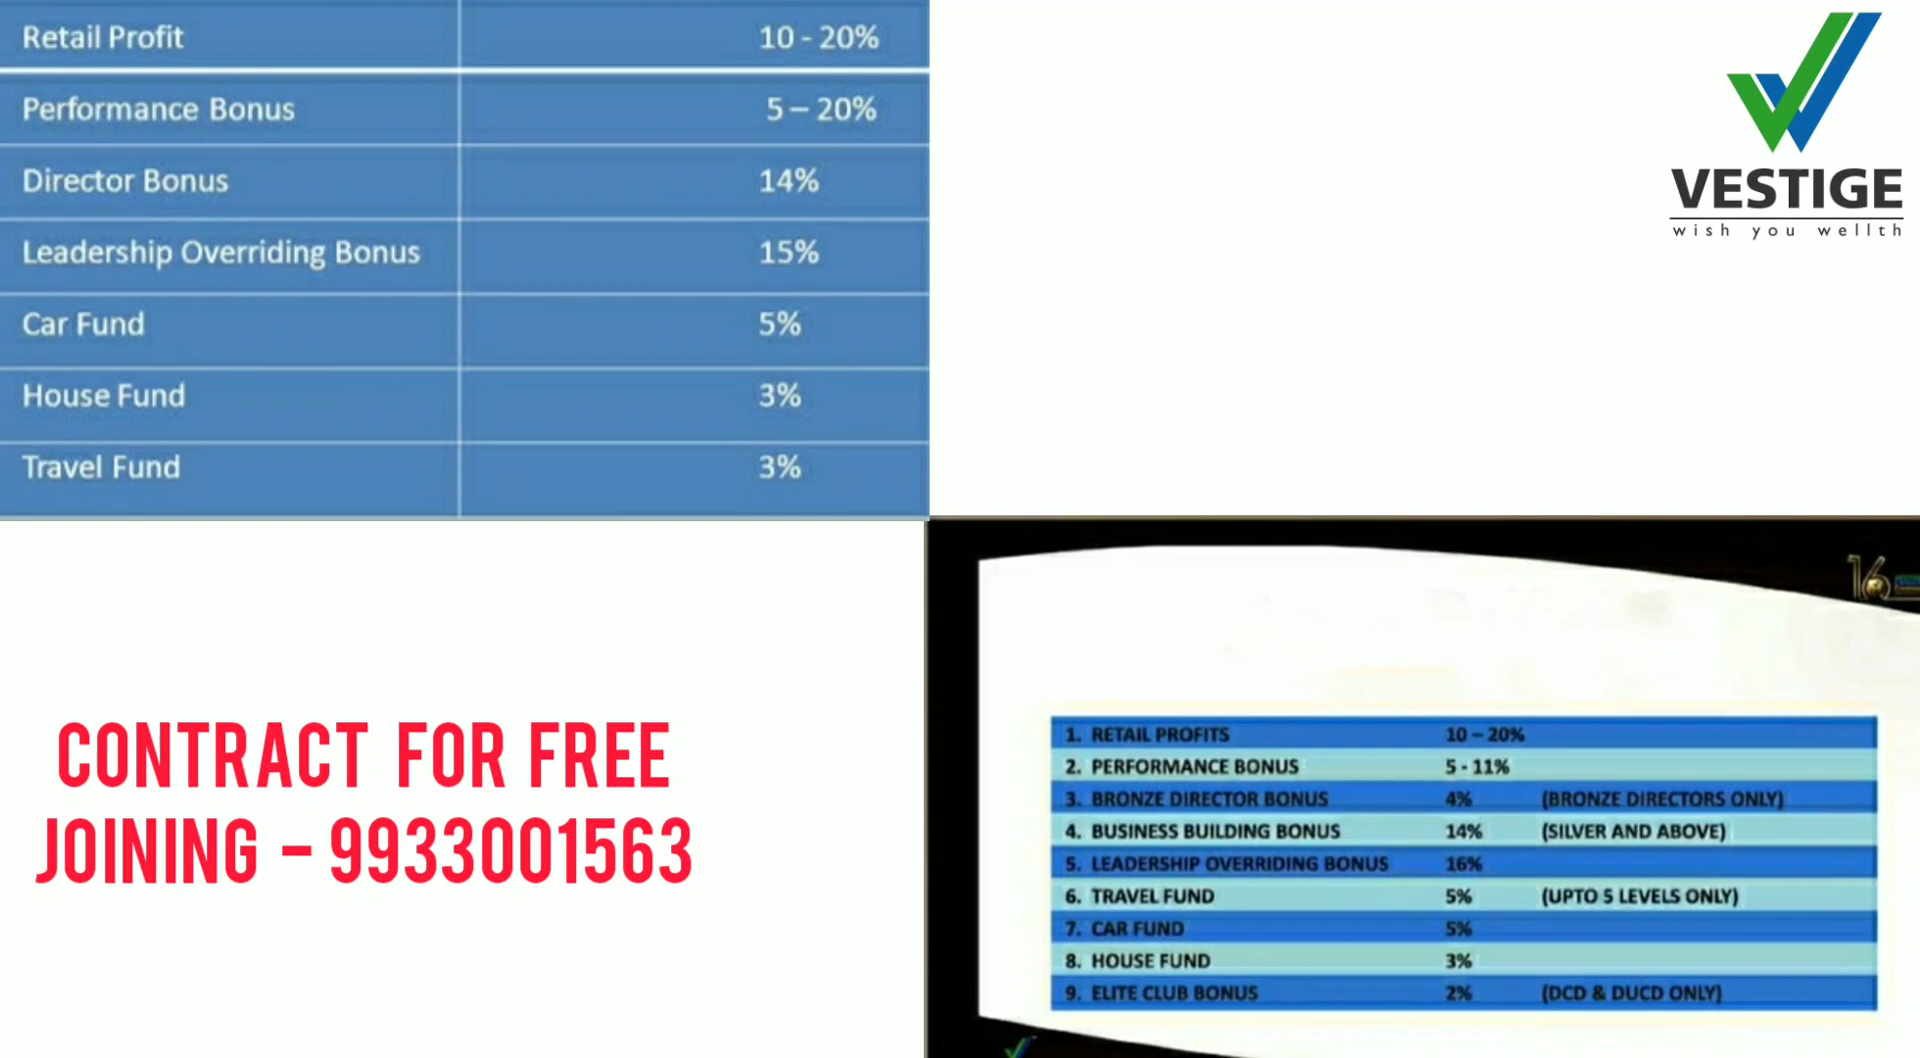 Retail Profit 10 - 20%
Performance Bonus 5 – 20%
Director Bonus 14%
Leadership Overriding Bonus 15%
Car Fund 5%
House Fund 3%
Travel Fund 3%
VESTIGE
wish you wellth
CONTRACT FOR FREE
JOINING – 9933001563
16
1. RETAIL PROFITS 10 – 20%
2. PERFORMANCE BONUS 5 - 11%
3. BRONZE DIRECTOR BONUS 4% (BRONZE DIRECTORS ONLY)
4. BUSINESS BUILDING BONUS 14% (SILVER AND ABOVE)
5. LEADERSHIP OVERRIDING BONUS 16%
6. TRAVEL FUND 5% (UPTO 5 LEVELS ONLY)
7. CAR FUND 5%
8. HOUSE FUND 3%
9. ELITE CLUB BONUS 2% (DCD & DUCD ONLY)